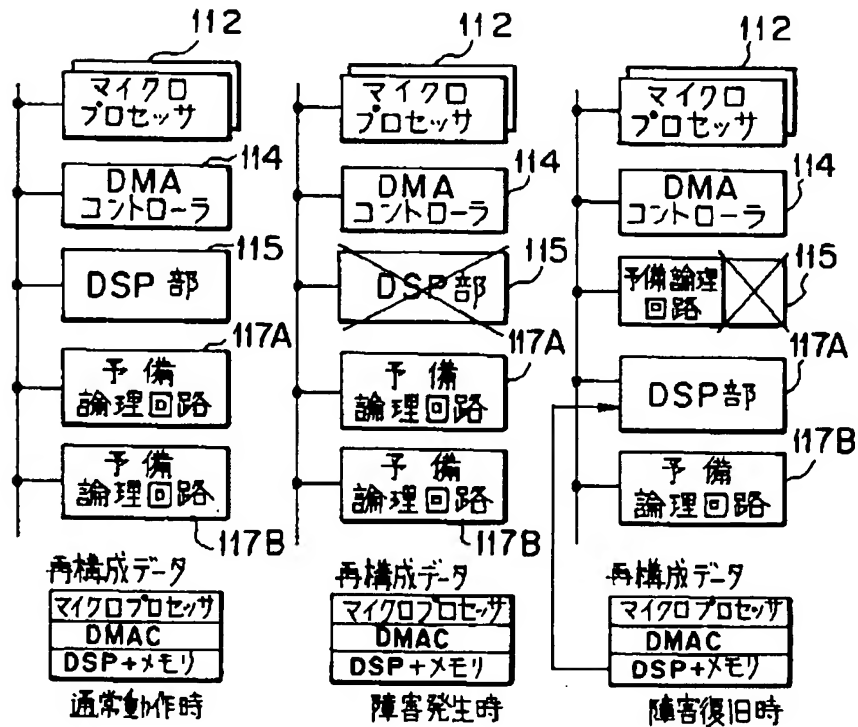 112
マイクロ
プロセッサ
114
DMA
コントローラ
115
DSP部
117A
予備
論理回路
予備
論理回路
117B
再構成データ
マイクロプロセッサ
DMAC
DSP+メモリ
通常動作時
112
マイクロ
プロセッサ
114
DMA
コントローラ
115
DSP部
117A
予備
論理回路
予備
論理回路
117B
再構成データ
マイクロプロセッサ
DMAC
DSP+メモリ
障害発生時
112
マイクロ
プロセッサ
114
DMA
コントローラ
予備論理
回路
115
117A
DSP部
117B
予備
論理回路
再構成データ
マイクロプロセッサ
DMAC
DSP+メモリ
障害復旧時